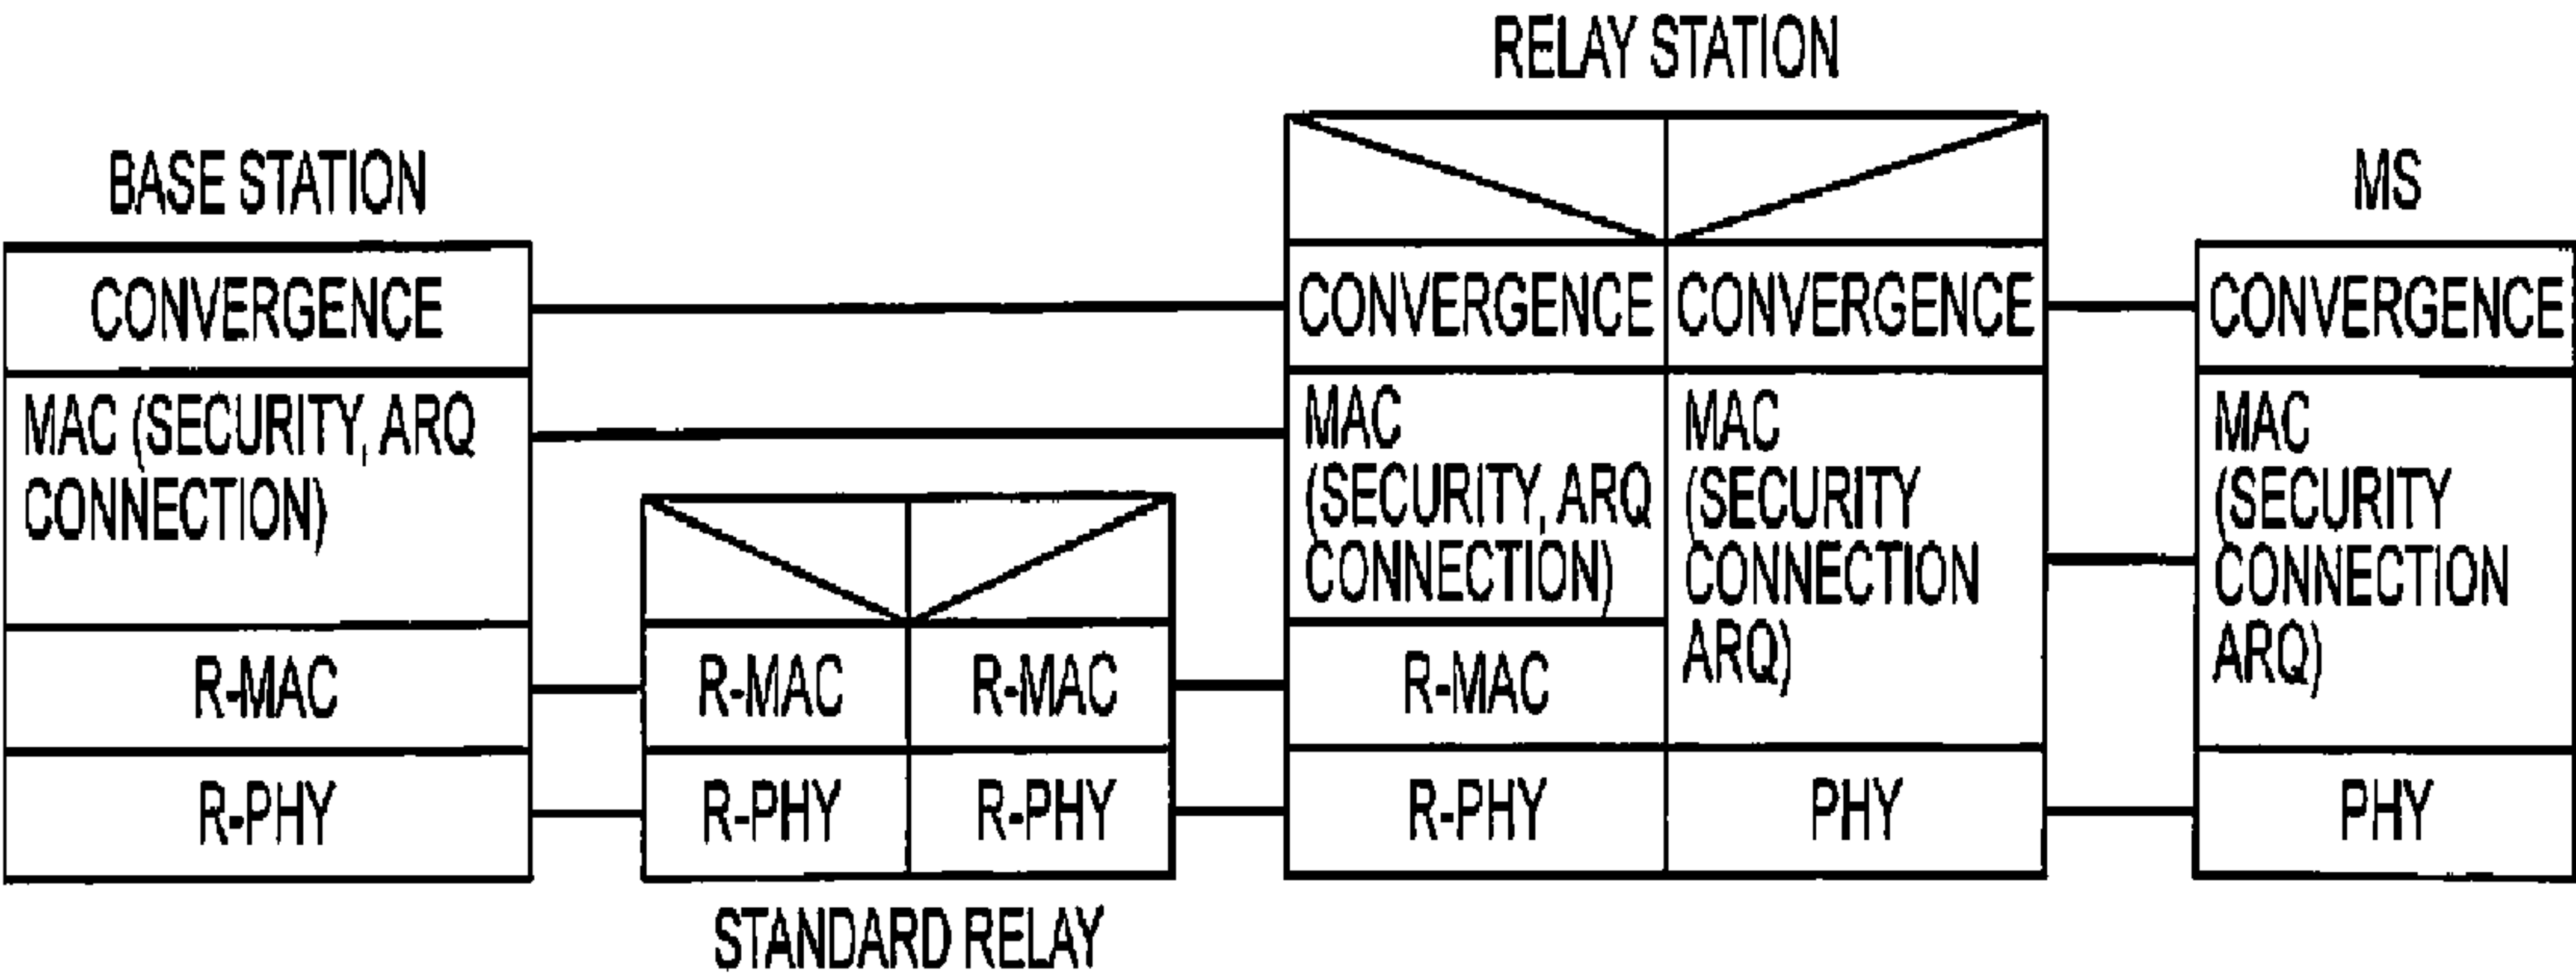 RELAY STATION
BASE STATION
MS
CONVERGENCE
CONVERGENCE
CONVERGENCE
CONVERGENCE
MAC (SECURITY, ARQ
CONNECTION)
MAC
(SECURITY, ARQ
CONNECTION)
MAC
(SECURITY
CONNECTION
ARQ)
MAC
(SECURITY
CONNECTION
ARQ)
R-MAC
R-MAC
R-MAC
R-MAC
R-PHY
R-PHY
R-PHY
R-PHY
PHY
PHY
STANDARD RELAY